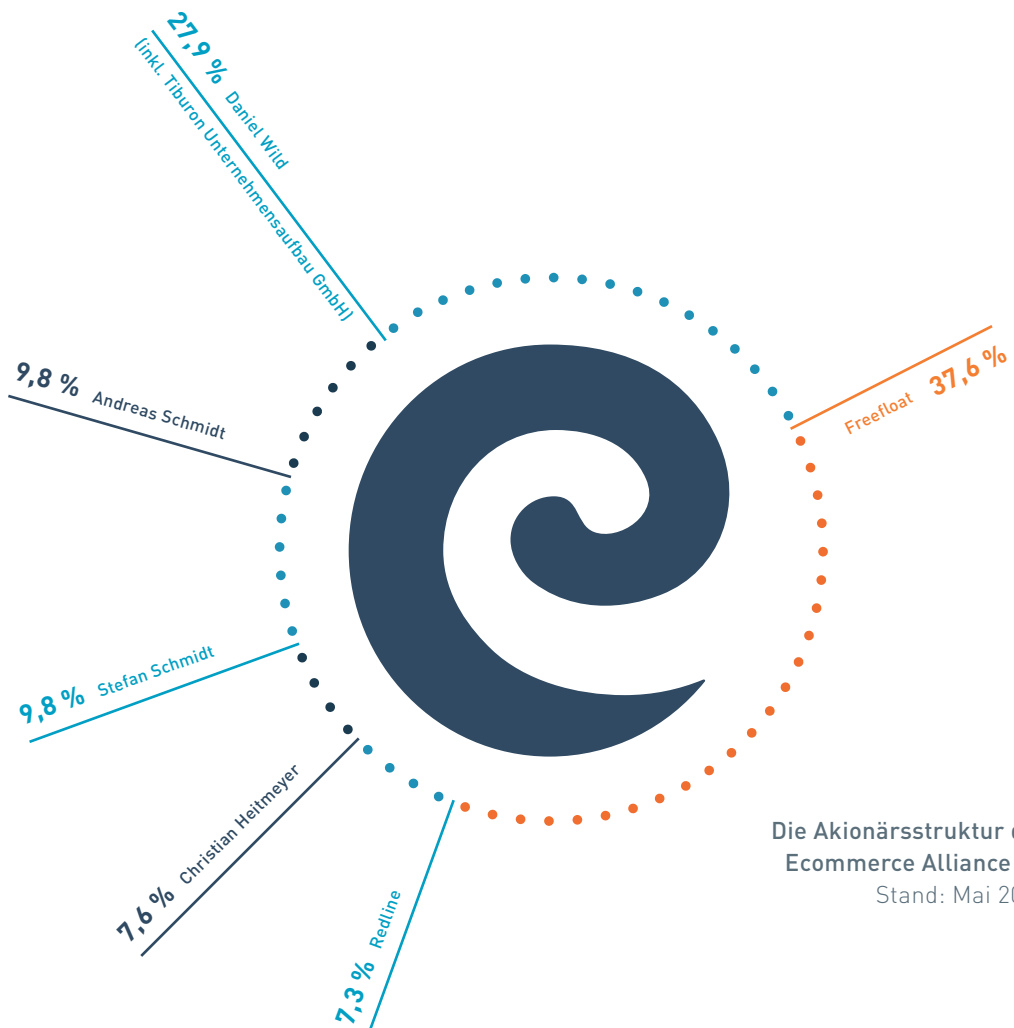 27,9 % Daniel Wild
(inkl. Tiburon Unternehmensaufbau GmbH)
Freefloat 37,6 %
9,8 % Andreas Schmidt
9,8 % Stefan Schmidt
7,6 % Christian Heitmeyer
7,3 % Redline
Die Akionärsstruktur
Ecommerce Alliance
Stand: Mai